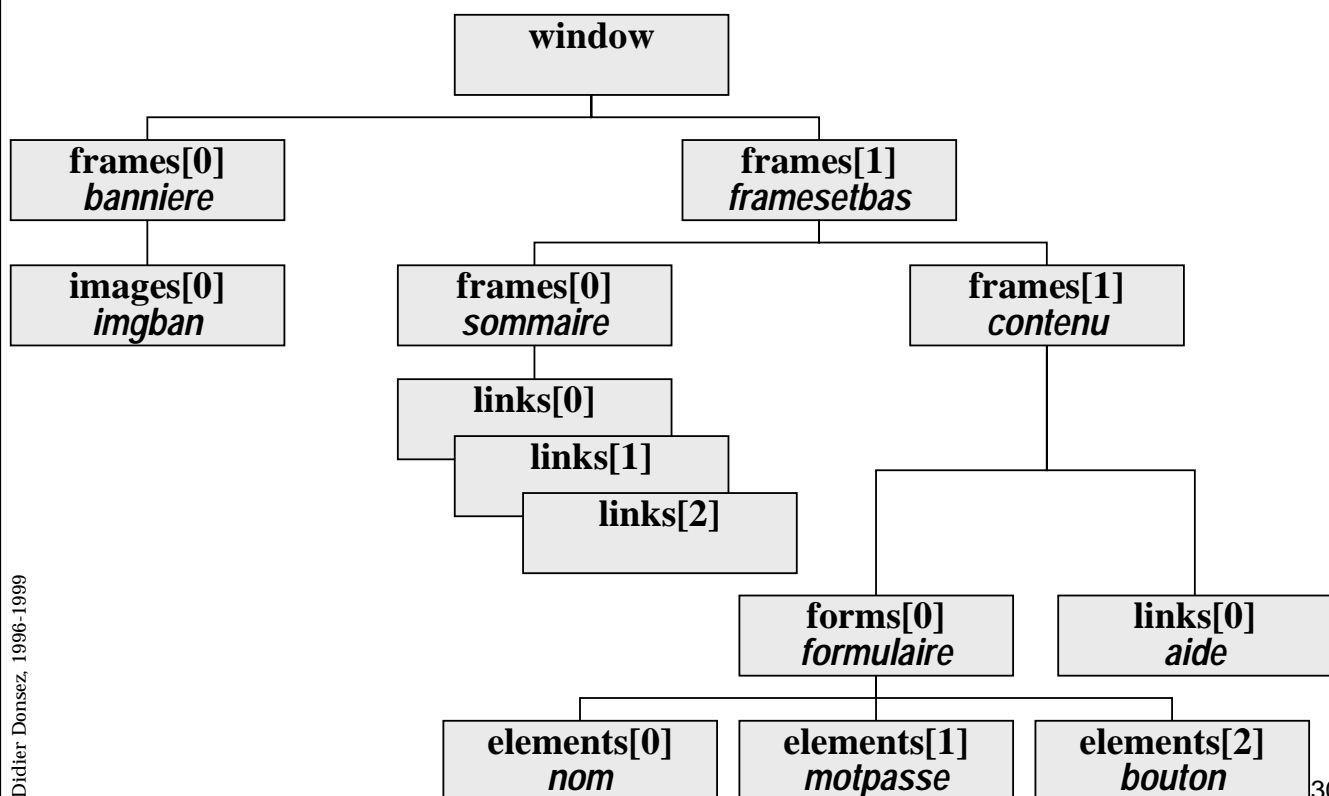 window
frames[0]
banniere
frames[1]
framesetbas
images[0]
imgban
frames[0]
sommaire
frames[1]
contenu
links[0]
links[1]
links[2]
forms[0]
formulaire
links[0]
aide
elements[0]
nom
elements[1]
motpasse
elements[2]
bouton
Didier Donsez, 1996-1999